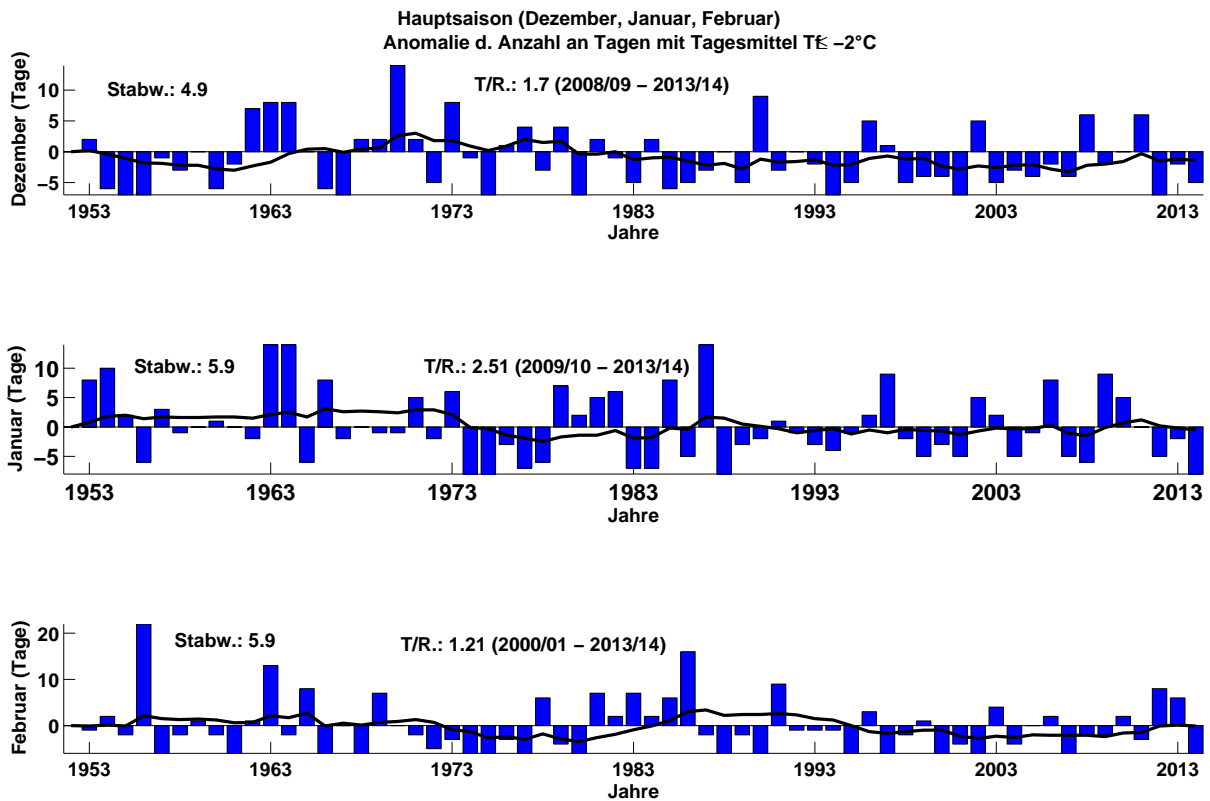 Hauptsaison (Dezember, Januar, Februar)
Anomalie d. Anzahl an Tagen mit Tagesmittel Tf≤ −2°C
Stabw.: 4.9
T/R.: 1.7 (2008/09 − 2013/14)
Dezember (Tage)
10
5
0
−5
1953 1963 1973 1983 1993 2003 2013
Jahre
Stabw.: 5.9
T/R.: 2.51 (2009/10 − 2013/14)
Januar (Tage)
10
5
0
−5
1953 1963 1973 1983 1993 2003 2013
Jahre
Stabw.: 5.9
T/R.: 1.21 (2000/01 − 2013/14)
Februar (Tage)
20
10
0
1953 1963 1973 1983 1993 2003 2013
Jahre